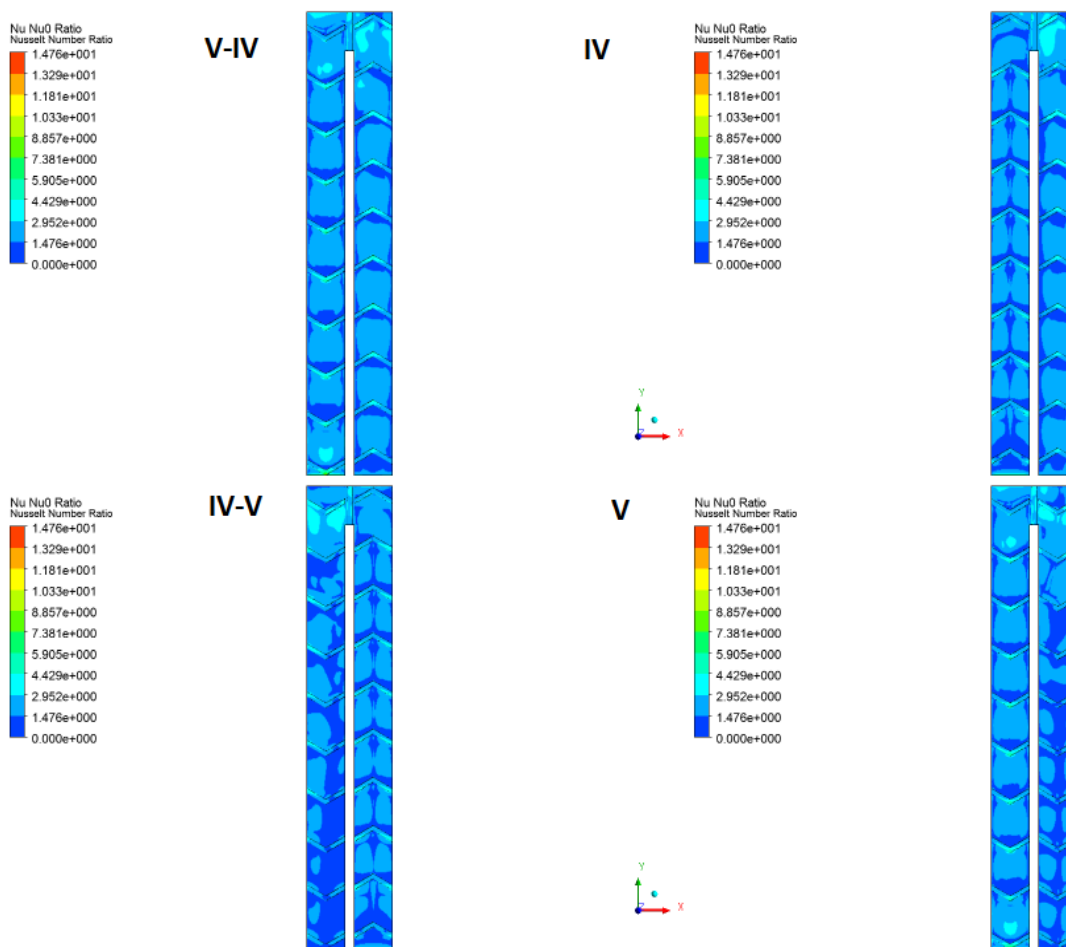 Nu Nu0 Ratio
Nusselt Number Ratio
1.476e+001
1.329e+001
1.181e+001
1.033e+001
8.857e+000
7.381e+000
5.905e+000
4.429e+000
2.952e+000
1.476e+000
0.000e+000
V-IV
IV
Nu Nu0 Ratio
Nusselt Number Ratio
1.476e+001
1.329e+001
1.181e+001
1.033e+001
8.857e+000
7.381e+000
5.905e+000
4.429e+000
2.952e+000
1.476e+000
0.000e+000
Y
Z
X
Nu Nu0 Ratio
Nusselt Number Ratio
1.476e+001
1.329e+001
1.181e+001
1.033e+001
8.857e+000
7.381e+000
5.905e+000
4.429e+000
2.952e+000
1.476e+000
0.000e+000
IV-V
V
Nu Nu0 Ratio
Nusselt Number Ratio
1.476e+001
1.329e+001
1.181e+001
1.033e+001
8.857e+000
7.381e+000
5.905e+000
4.429e+000
2.952e+000
1.476e+000
0.000e+000
Y
Z
X